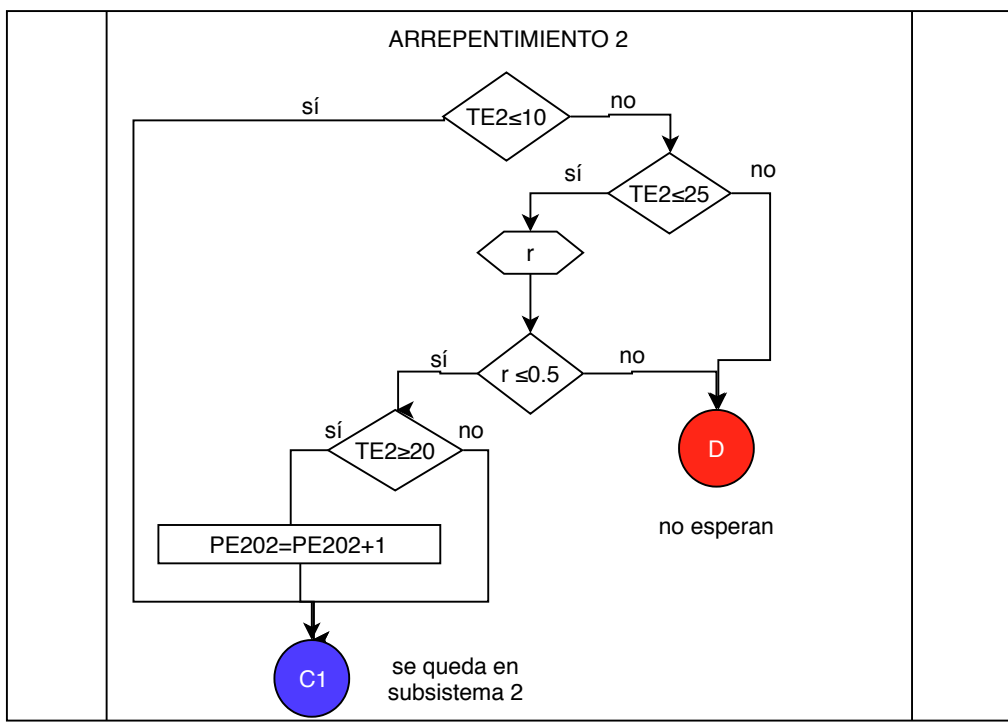 ARREPENTIMIENTO 2
sí
TE2≤10
no
sí
TE2≤25
no
r
sí
r ≤0.5
no
sí
TE2≥20
no
D
PE202=PE202+1
no esperan
C1
se queda en
subsistema 2